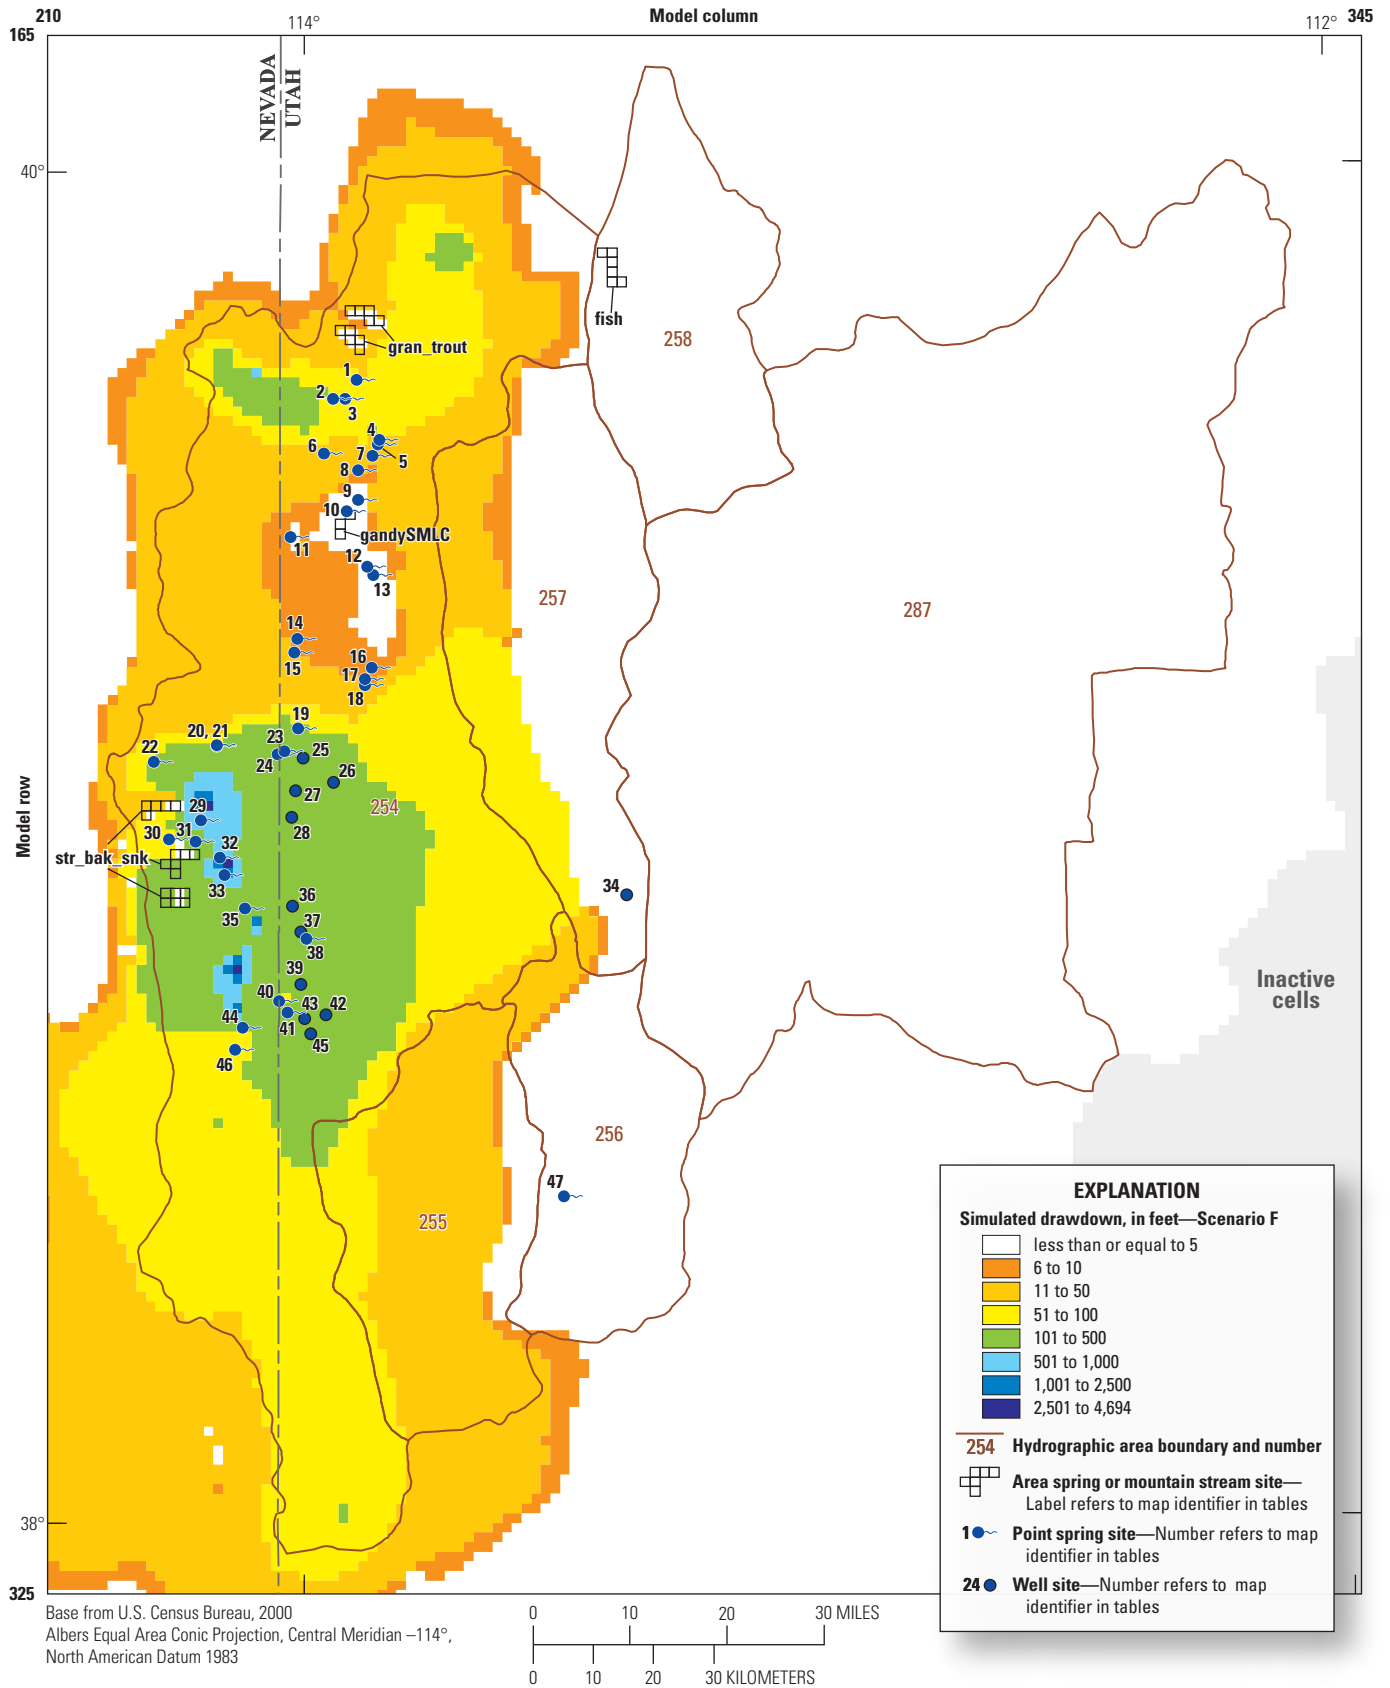 210
Model column
345
165
114°
112°
NEVADA
UTAH
40°
fish
258
gran_trout
1
2
3
4
5
6
7
8
9
10
gandySMLC
11
12
13
257
287
14
15
16
17
18
19
20, 21
22
23
24
25
26
27
28
254
29
30
31
32
str_bak_snk
33
34
35
36
37
38
39
40
41
42
43
44
45
46
Model row
Inactive
cells
256
47
255
38°
325
EXPLANATION
Simulated drawdown, in feet—Scenario F
less than or equal to 5
6 to 10
11 to 50
51 to 100
101 to 500
501 to 1,000
1,001 to 2,500
2,501 to 4,694
254 Hydrographic area boundary and number
Area spring or mountain stream site—
Label refers to map identifier in tables
1 Point spring site—Number refers to map
identifier in tables
24 Well site—Number refers to map
identifier in tables
Base from U.S. Census Bureau, 2000
Albers Equal Area Conic Projection, Central Meridian –114°,
North American Datum 1983
0 10 20 30 MILES
0 10 20 30 KILOMETERS